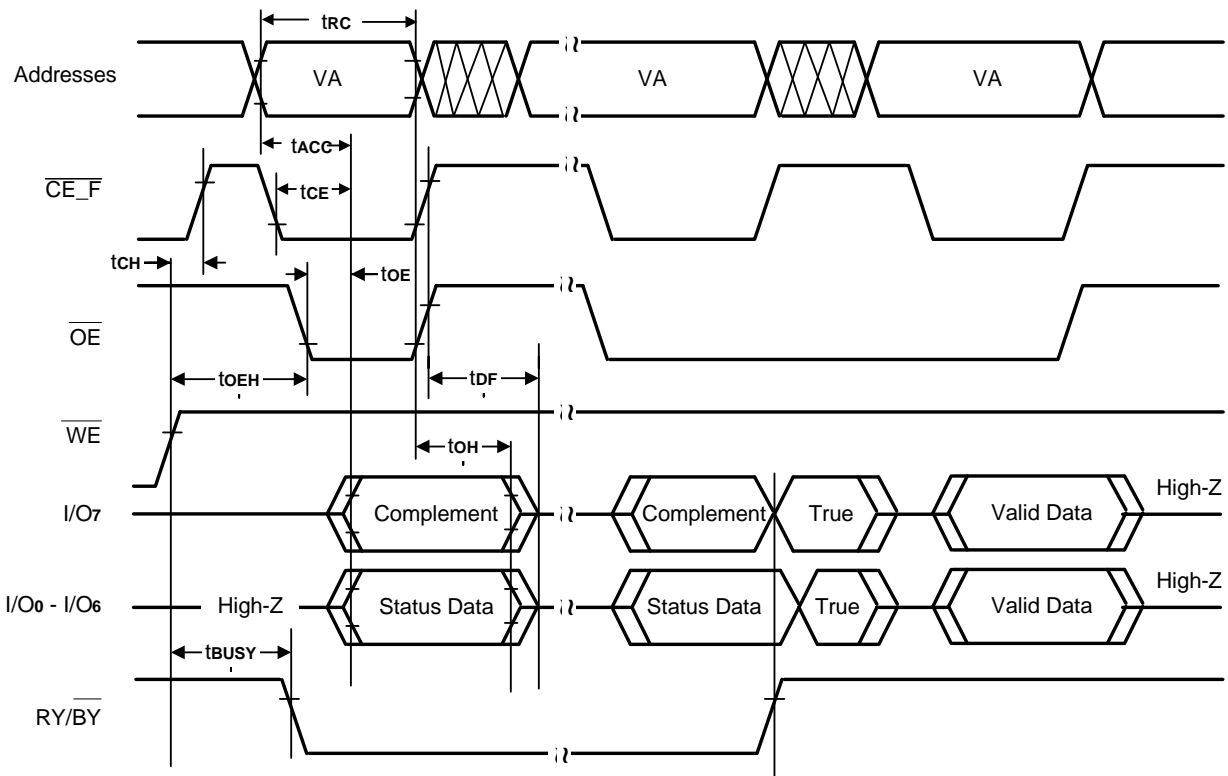 tRC
Addresses VA VA VA
tACC
CE_F
tCE
tCH
tOE
OE
tOEH
tDF
WE
tOH
I/O7 Complement Complement True Valid Data High-Z
I/O0 - I/O6 High-Z Status Data Status Data True Valid Data High-Z
tBUSY
RY/BY